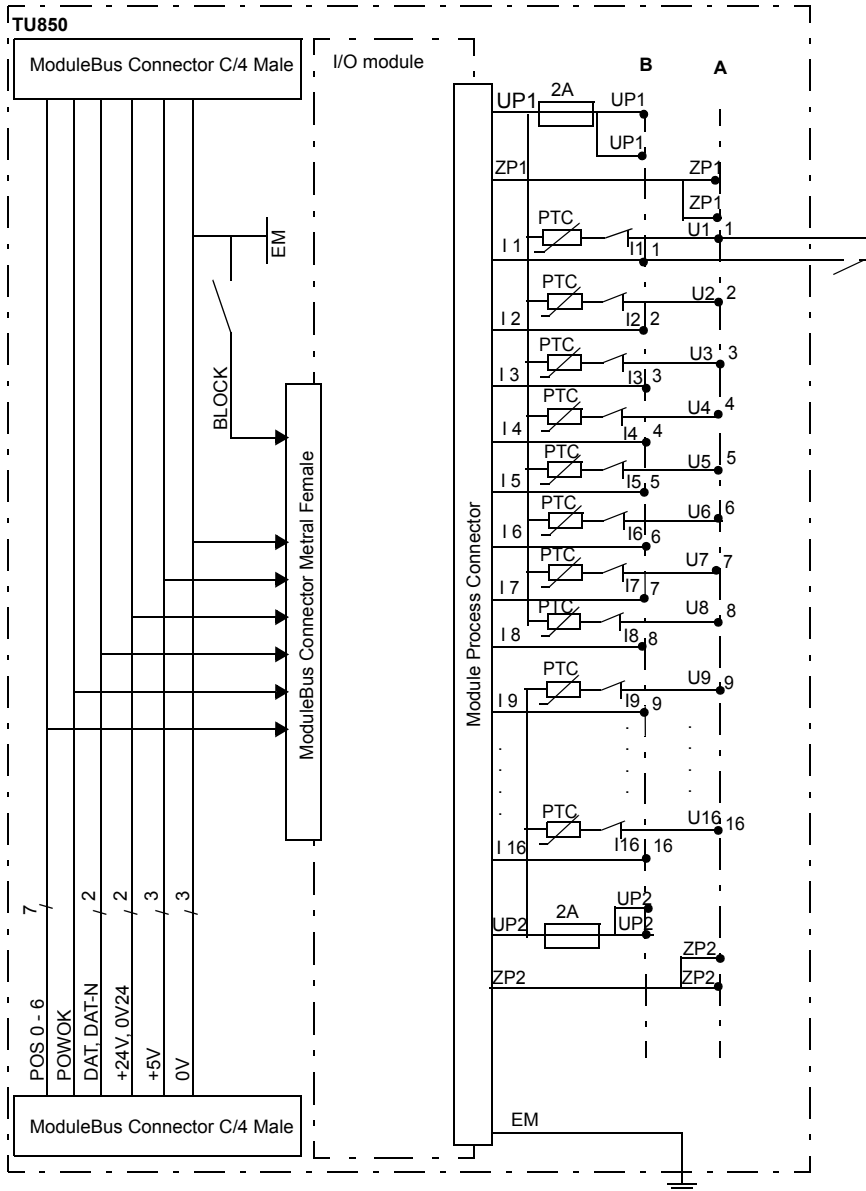 TU850
ModuleBus Connector C/4 Male
I/O module
B
A
UP1
2A
UP1
UP1
ZP1
ZP1
ZP1
PTC
U1
1
EM
I 1
I1
1
PTC
U2
2
I 2
I2
2
PTC
U3
3
I 3
I3
3
BLOCK
PTC
U4
4
I 4
I4
4
PTC
U5
5
I 5
I5
5
PTC
U6
6
I 6
I6
6
PTC
U7
7
I 7
I7
7
PTC
U8
8
I 8
I8
8
ModuleBus Connector Metral Female
Module Process Connector
PTC
U9
9
I 9
I9
9
PTC
U16
16
I 16
I16
16
7
2
2
3
3
UP2
2A
UP2
UP2
ZP2
ZP2
ZP2
POS 0 - 6
POWOK
DAT, DAT-N
+24V, 0V24
+5V
0V
ModuleBus Connector C/4 Male
EM